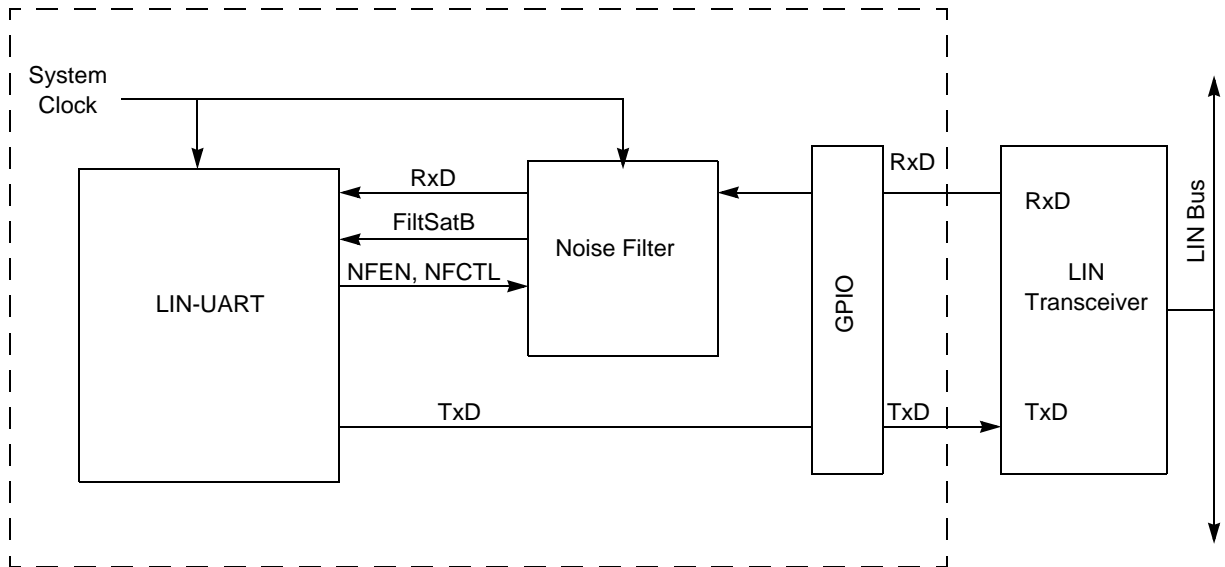 System
Clock
RxD
RxD
RxD
FiltSatB
LIN Bus
Noise Filter
NFEN, NFCTL
LIN
Transceiver
LIN-UART
GPIO
TxD
TxD
TxD